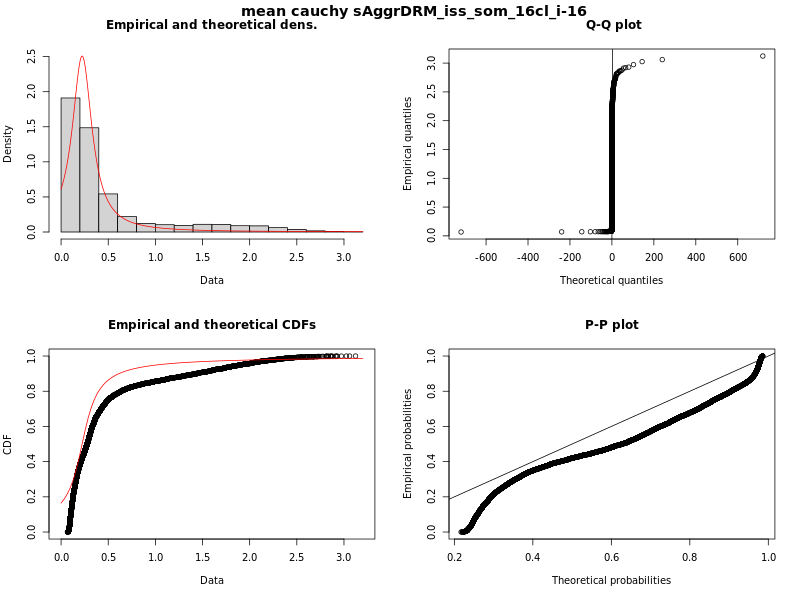 mean cauchy sAggrDRM_iss_som_16cl_i-16
Empirical and theoretical dens.
Density
0.0 0.5 1.0 1.5 2.0 2.5
0.0 0.5 1.0 1.5 2.0 2.5 3.0
Data
Q-Q plot
Empirical quantiles
0.0 0.5 1.0 1.5 2.0 2.5 3.0
-600 -400 -200 0 200 400 600
Theoretical quantiles
Empirical and theoretical CDFs
CDF
0.0 0.2 0.4 0.6 0.8 1.0
0.0 0.5 1.0 1.5 2.0 2.5 3.0
Data
P-P plot
Empirical probabilities
0.0 0.2 0.4 0.6 0.8 1.0
0.2 0.4 0.6 0.8 1.0
Theoretical probabilities